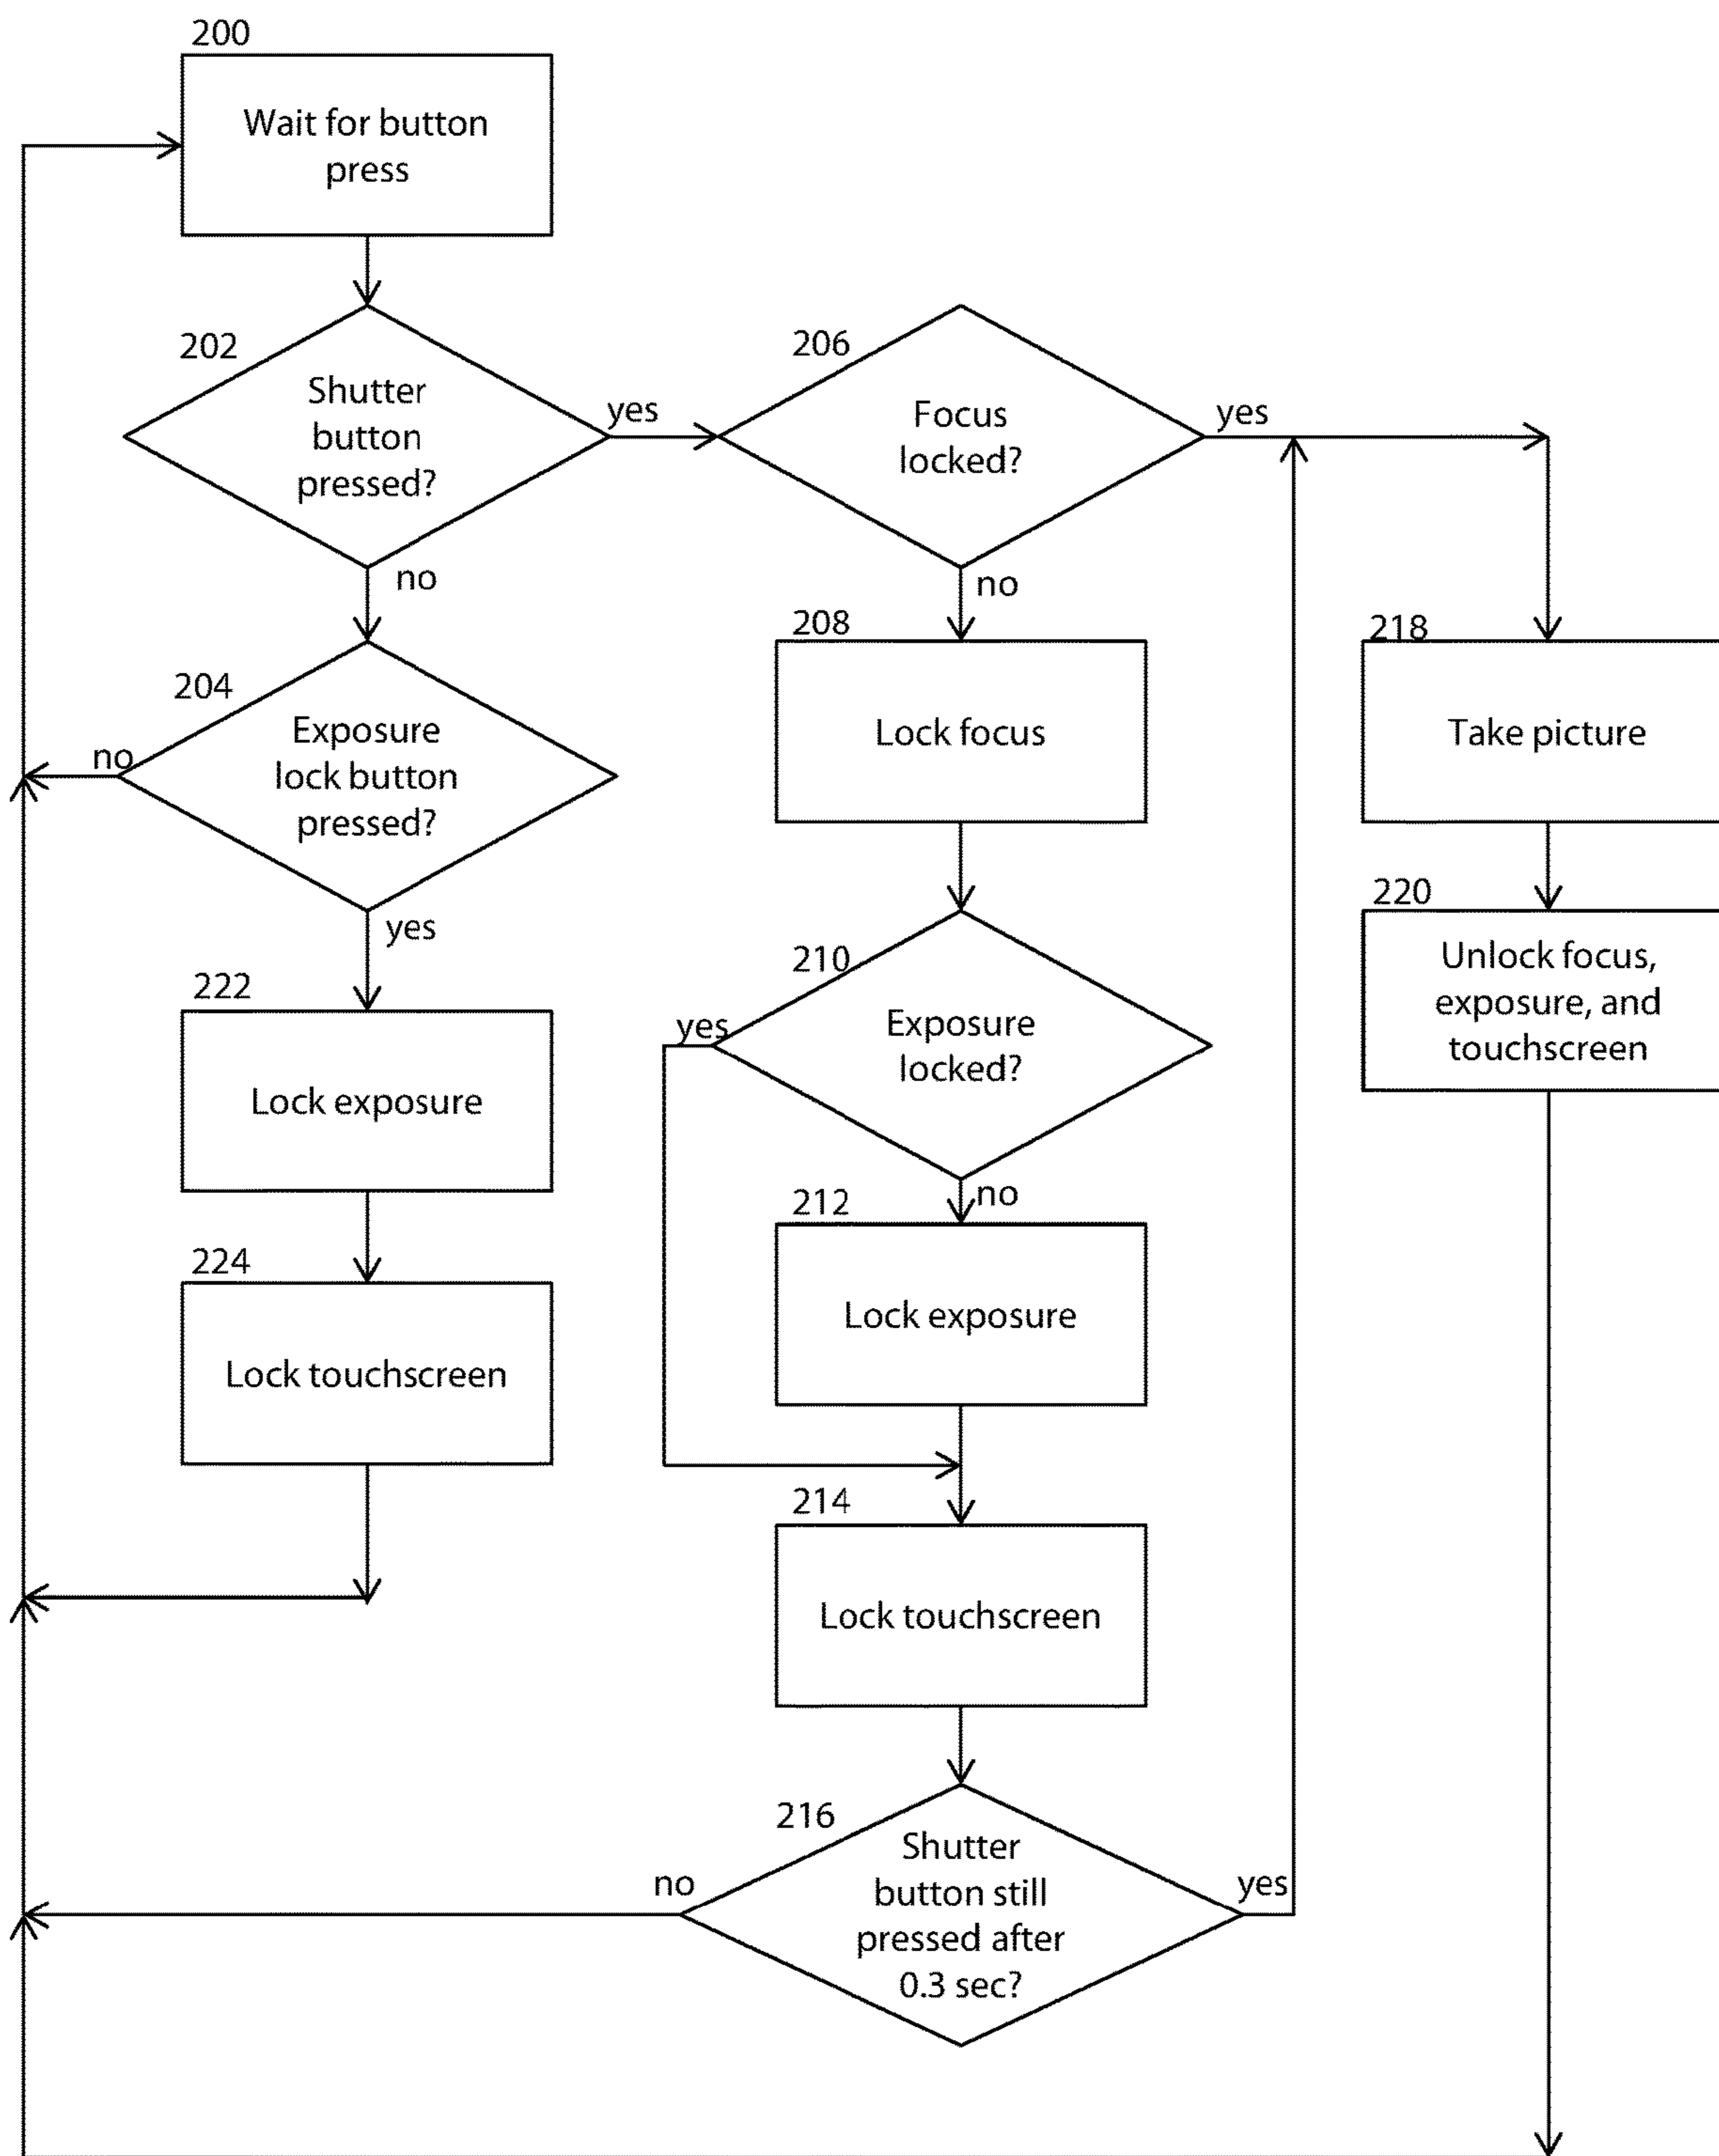 200
Wait for button
press
202
Shutter
button
pressed?
yes
no
206
Focus
locked?
yes
no
204
Exposure
lock button
pressed?
no
yes
208
Lock focus
218
Take picture
220
Unlock focus,
exposure, and
touchscreen
222
Lock exposure
210
Exposure
locked?
yes
no
212
Lock exposure
224
Lock touchscreen
214
Lock touchscreen
216
Shutter
button still
pressed after
0.3 sec?
no
yes